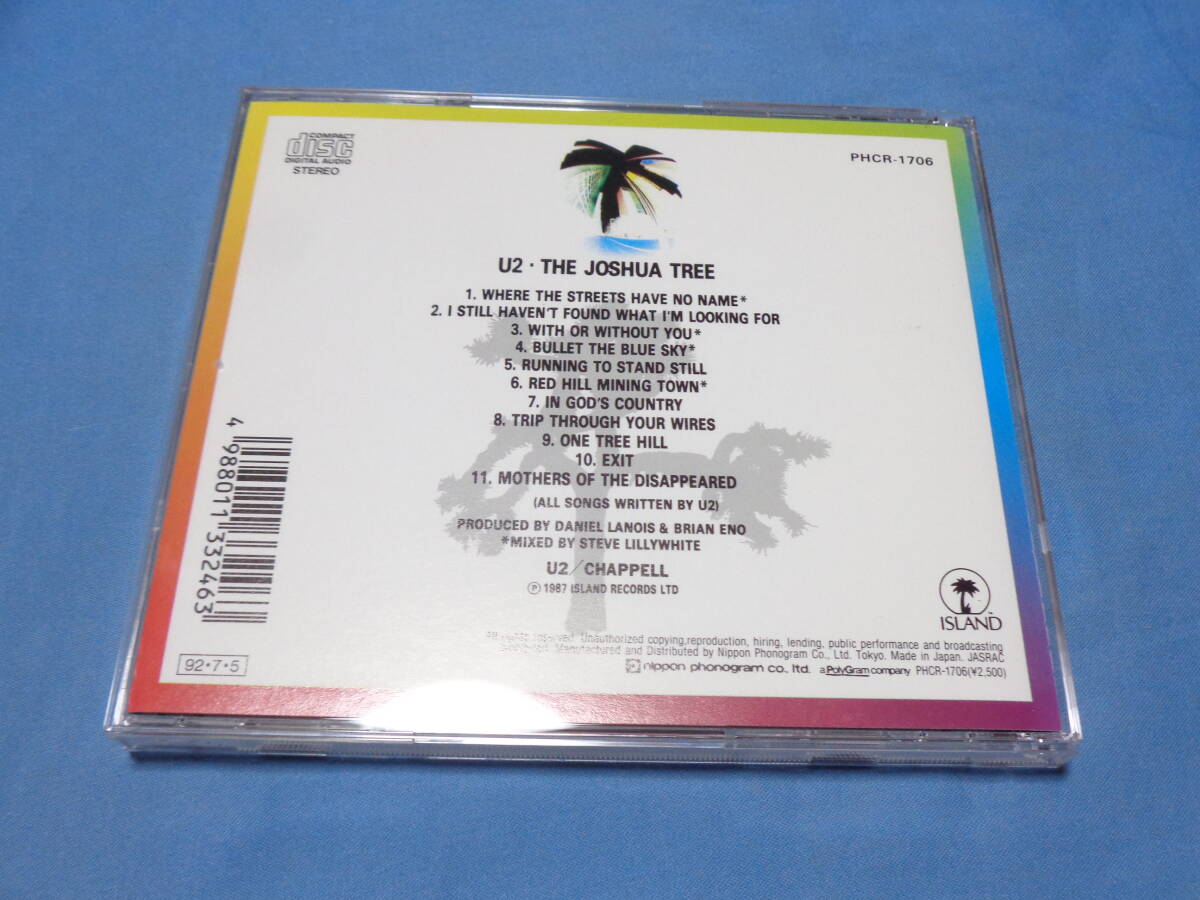 COMPACT
disc
DIGITAL AUDIO
STEREO
PHCR-1706
U2 · THE JOSHUA TREE
1. WHERE THE STREETS HAVE NO NAME*
2. I STILL HAVEN'T FOUND WHAT I'M LOOKING FOR
3. WITH OR WITHOUT YOU*
4. BULLET THE BLUE SKY*
5. RUNNING TO STAND STILL
6. RED HILL MINING TOWN*
7. IN GOD'S COUNTRY
8. TRIP THROUGH YOUR WIRES
9. ONE TREE HILL
10. EXIT
11. MOTHERS OF THE DISAPPEARED
(ALL SONGS WRITTEN BY U2)
PRODUCED BY DANIEL LANOIS & BRIAN ENO
*MIXED BY STEVE LILLYWHITE
U2/CHAPPELL
℗ 1987 ISLAND RECORDS LTD
4 988011 332463
ISLAND™
All reserved. Unauthorized copying,reproduction, hiring, lending, public performance and broadcasting
Manufactured and Distributed by Nippon Phonogram Co., Ltd. Tokyo. Made in Japan. JASRAC
nippon phonogram co., ltd. a PolyGram company PHCR-1706(¥2,500)
92・7・5